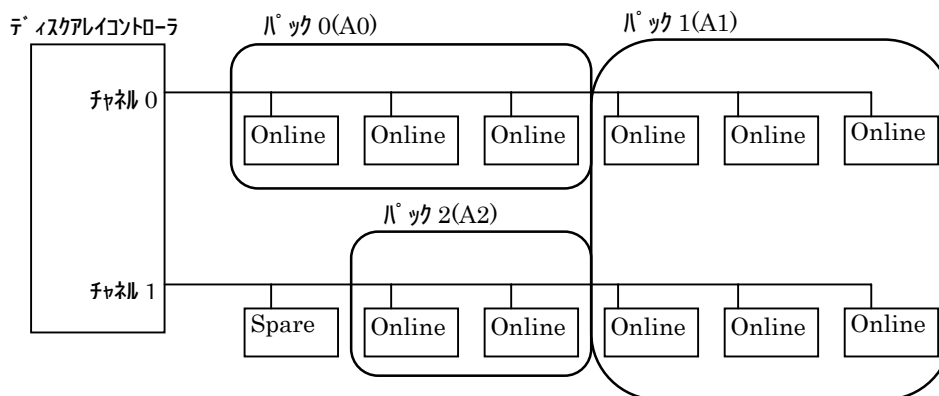 ﾃﾞｨｽｸｱﾚｲｺﾝﾄﾛｰﾗ
ﾊﾟｯｸ 0(A0)
ﾊﾟｯｸ 1(A1)
ﾁｬﾈﾙ 0
Online Online Online Online Online Online
ﾊﾟｯｸ 2(A2)
ﾁｬﾈﾙ 1
Spare Online Online Online Online Online